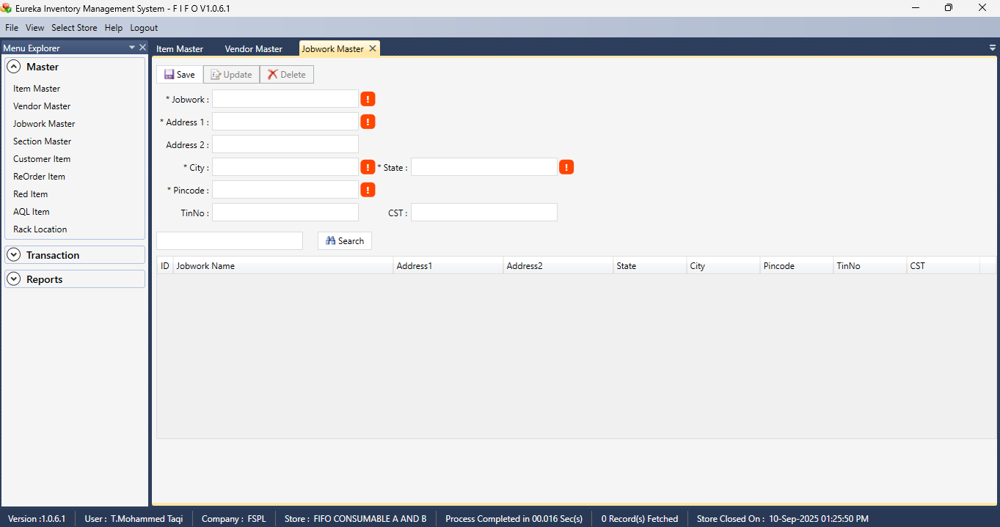 Eureka Inventory Management System - F I F O V1.0.6.1
File View Select Store Help Logout
Menu Explorer
Item Master Vendor Master Jobwork Master
Master
Item Master
Vendor Master
Jobwork Master
Section Master
Customer Item
ReOrder Item
Red Item
AQL Item
Rack Location
Transaction
Reports
Save Update Delete
* Jobwork :
* Address 1 :
Address 2 :
* City : * State :
* Pincode :
TinNo : CST :
Search
ID Jobwork Name Address1 Address2 State City Pincode TinNo CST
Version :1.0.6.1 User : T.Mohammed Taqi Company : FSPL Store : FIFO CONSUMABLE A AND B Process Completed in 00.016 Sec(s) 0 Record(s) Fetched Store Closed On : 10-Sep-2025 01:25:50 PM